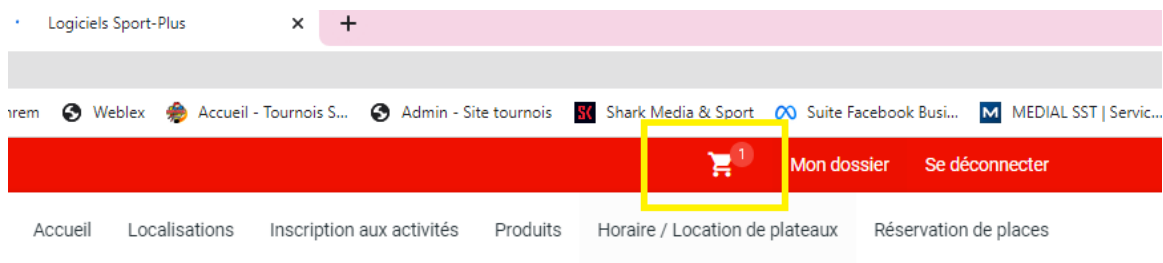 Logiciels Sport-Plus
nrem Weblex Accueil - Tournois S... Admin - Site tournois Shark Media & Sport Suite Facebook Busi... M MEDIAL SST | Servic...
1 Mon dossier Se déconnecter
Accueil Localisations Inscription aux activités Produits Horaire / Location de plateaux Réservation de places